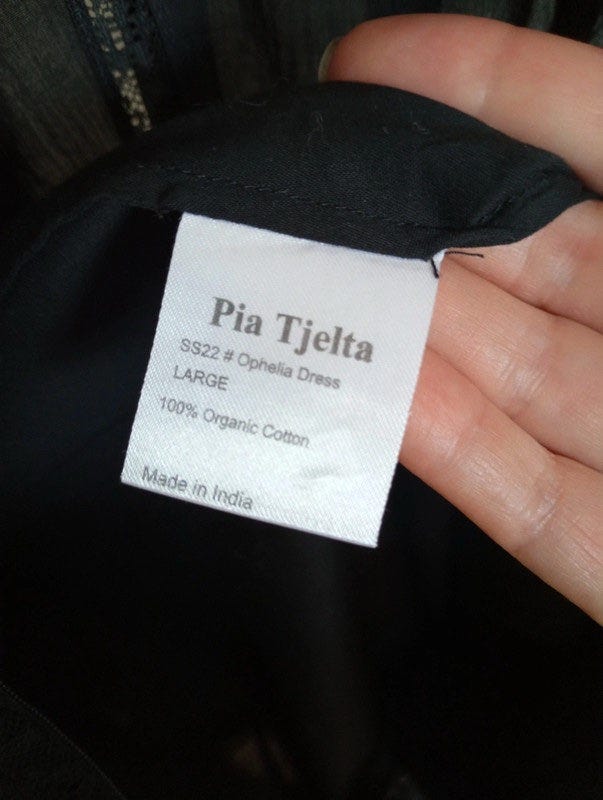 Pia Tjelta
SS22 # Ophelia Dress
LARGE
100% Organic Cotton
Made in India